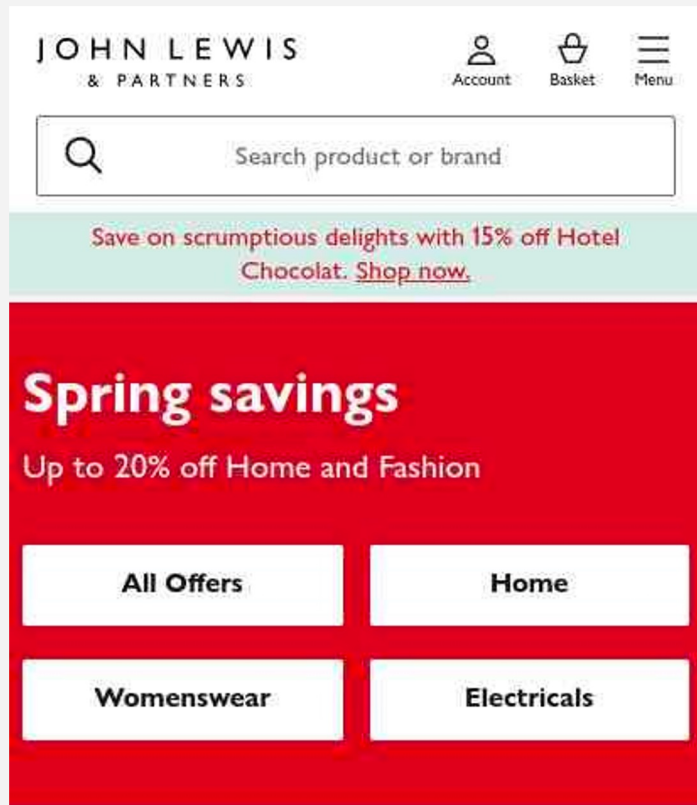 JOHN LEWIS
& PARTNERS
Account Basket Menu
Search product or brand
Save on scrumptious delights with 15% off Hotel
Chocolat. Shop now.
Spring savings
Up to 20% off Home and Fashion
All Offers Home
Womenswear Electricals